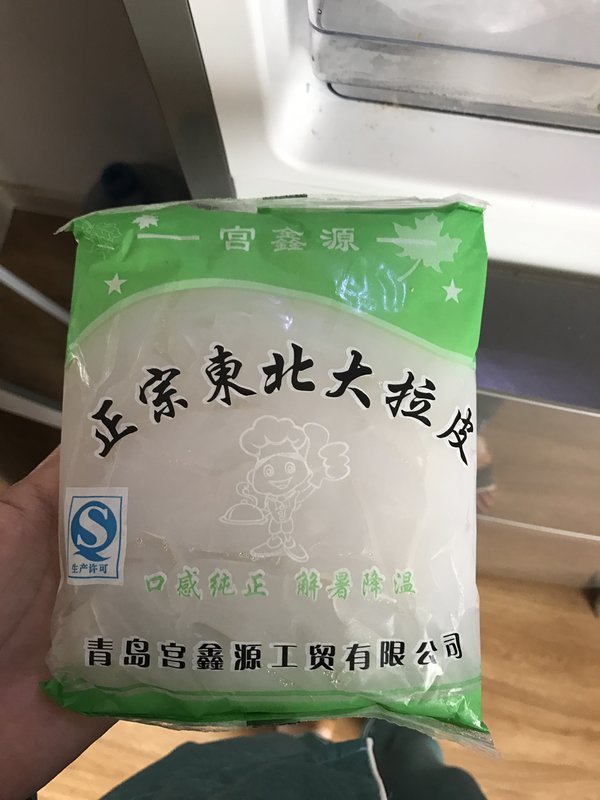 宫鑫源
正宗東北大拉皮
S
生产许可
口感纯正 解暑降温
青岛宫鑫源工贸有限公司